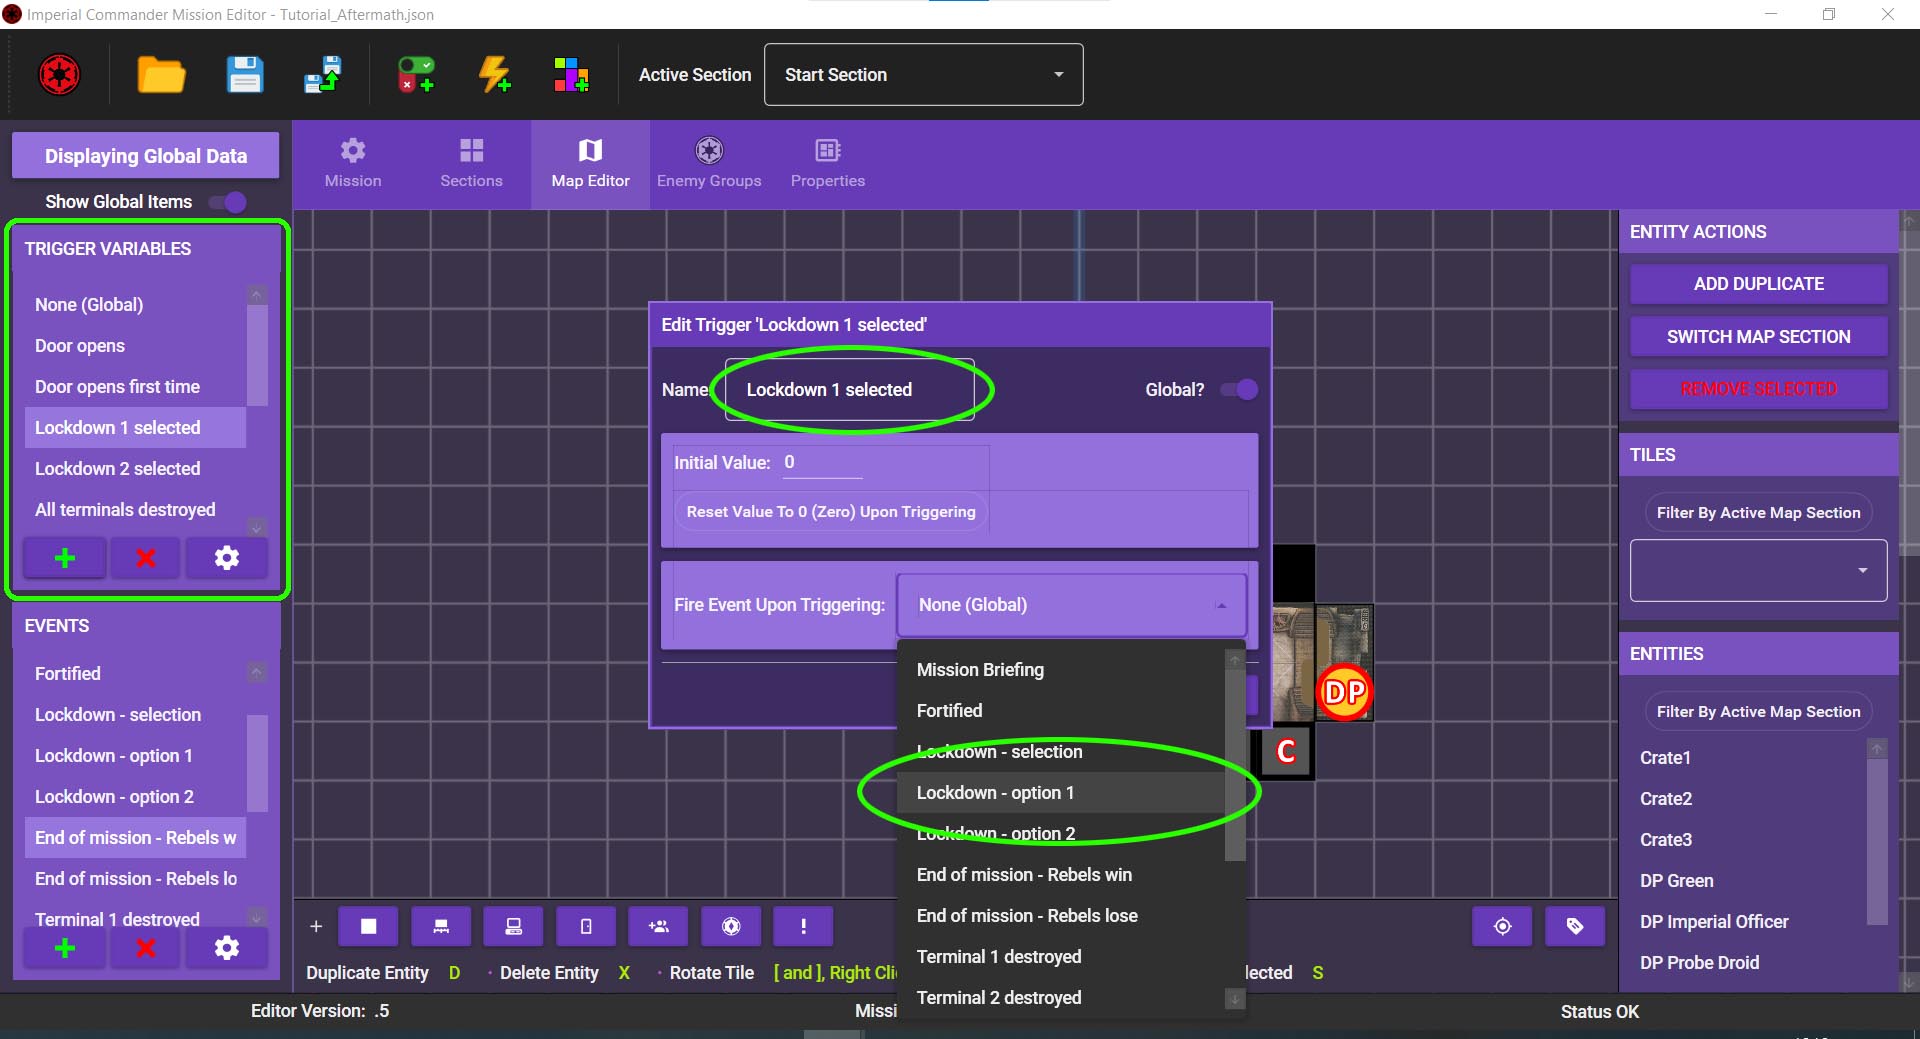 Imperial Commander Mission Editor - Tutorial_Aftermath.json
Active Section
Start Section
Displaying Global Data
Show Global Items
Mission
Sections
Map Editor
Enemy Groups
Properties
TRIGGER VARIABLES
None (Global)
Door opens
Door opens first time
Lockdown 1 selected
Lockdown 2 selected
All terminals destroyed
EVENTS
Fortified
Lockdown - selection
Lockdown - option 1
Lockdown - option 2
End of mission - Rebels w
End of mission - Rebels lo
Terminal 1 destroyed
Edit Trigger 'Lockdown 1 selected'
Name:
Lockdown 1 selected
Global?
Initial Value: 0
Reset Value To 0 (Zero) Upon Triggering
Fire Event Upon Triggering:
None (Global)
Mission Briefing
Fortified
Lockdown - selection
Lockdown - option 1
Lockdown - option 2
End of mission - Rebels win
End of mission - Rebels lose
Terminal 1 destroyed
Terminal 2 destroyed
DP
C
ENTITY ACTIONS
ADD DUPLICATE
SWITCH MAP SECTION
REMOVE SELECTED
TILES
Filter By Active Map Section
ENTITIES
Filter By Active Map Section
Crate1
Crate2
Crate3
DP Green
DP Imperial Officer
DP Probe Droid
Duplicate Entity D · Delete Entity X · Rotate Tile [ and ], Right Cli
lected S
Editor Version: .5
Missi
Status OK